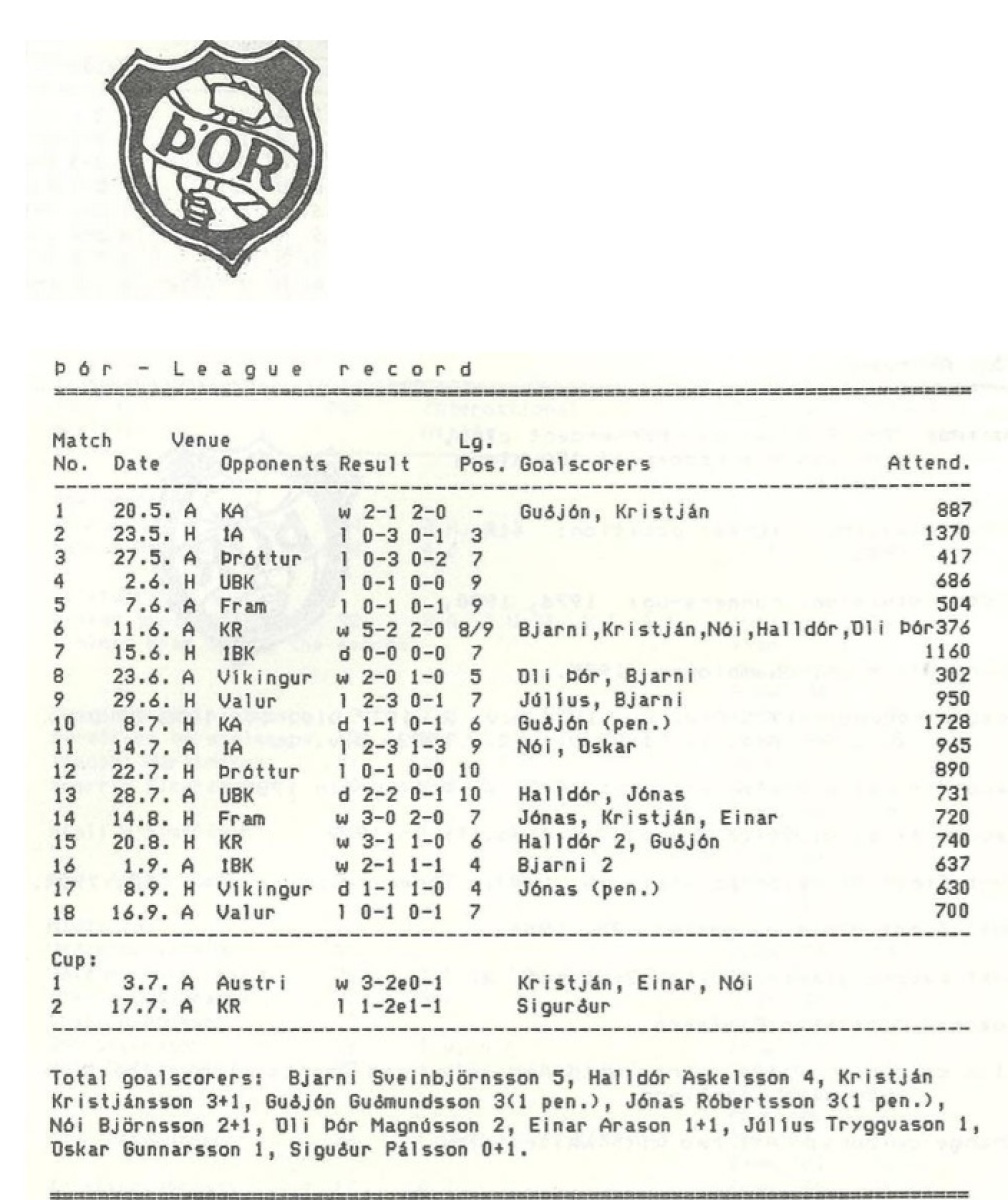 ÞÓR
Þór - League record
Match Venue Lg.
No. Date Opponents Result Pos. Goalscorers Attend.
1 20.5. A KA w 2-1 2-0 - Guðjón, Kristján 887
2 23.5. H ÍA l 0-3 0-1 3 1370
3 27.5. A Þróttur l 0-3 0-2 7 417
4 2.6. H UBK l 0-1 0-0 9 686
5 7.6. A Fram l 0-1 0-1 9 504
6 11.6. A KR w 5-2 2-0 8/9 Bjarni,Kristján,Nói,Halldór,Óli Þór376
7 15.6. H ÍBK d 0-0 0-0 7 1160
8 23.6. A Víkingur w 2-0 1-0 5 Óli Þór, Bjarni 302
9 29.6. H Valur l 2-3 0-1 7 Júlíus, Bjarni 950
10 8.7. H KA d 1-1 0-1 8 Guðjón (pen.) 1728
11 14.7. A ÍA l 2-3 1-3 9 Nói, Óskar 965
12 22.7. H Þróttur l 0-1 0-0 10 890
13 28.7. A UBK d 2-2 0-1 10 Halldór, Jónas 731
14 14.8. H Fram w 3-0 2-0 7 Jónas, Kristján, Einar 720
15 20.8. H KR w 3-1 1-0 6 Halldór 2, Guðjón 740
16 1.9. A ÍBK w 2-1 1-1 4 Bjarni 2 637
17 8.9. H Víkingur d 1-1 1-0 4 Jónas (pen.) 630
18 16.9. A Valur l 0-1 0-1 7 700
Cup:
1 3.7. A Austri w 3-2e0-1 Kristján, Einar, Nói
2 17.7. A KR l 1-2e1-1 Sigurður
Total goalscorers: Bjarni Sveinbjörnsson 5, Halldór Áskelsson 4, Kristján
Kristjánsson 3+1, Guðjón Guðmundsson 3(1 pen.), Jónas Róbertsson 3(1 pen.),
Nói Björnsson 2+1, Óli Þór Magnússon 2, Einar Arason 1+1, Júlíus Tryggvason 1,
Óskar Gunnarsson 1, Siguður Pálsson 0+1.